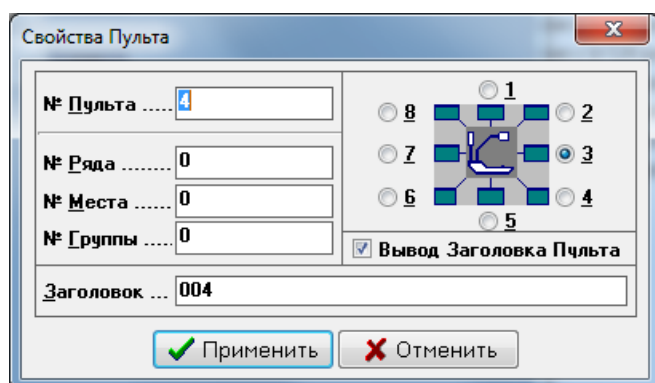 Свойства Пульта
№ Пульта ..... 4
№ Ряда ........ 0
№ Места ...... 0
№ Группы ..... 0
1
8 2
7 3
6 4
5
Вывод Заголовка Пульта
Заголовок ... 004
Применить Отменить